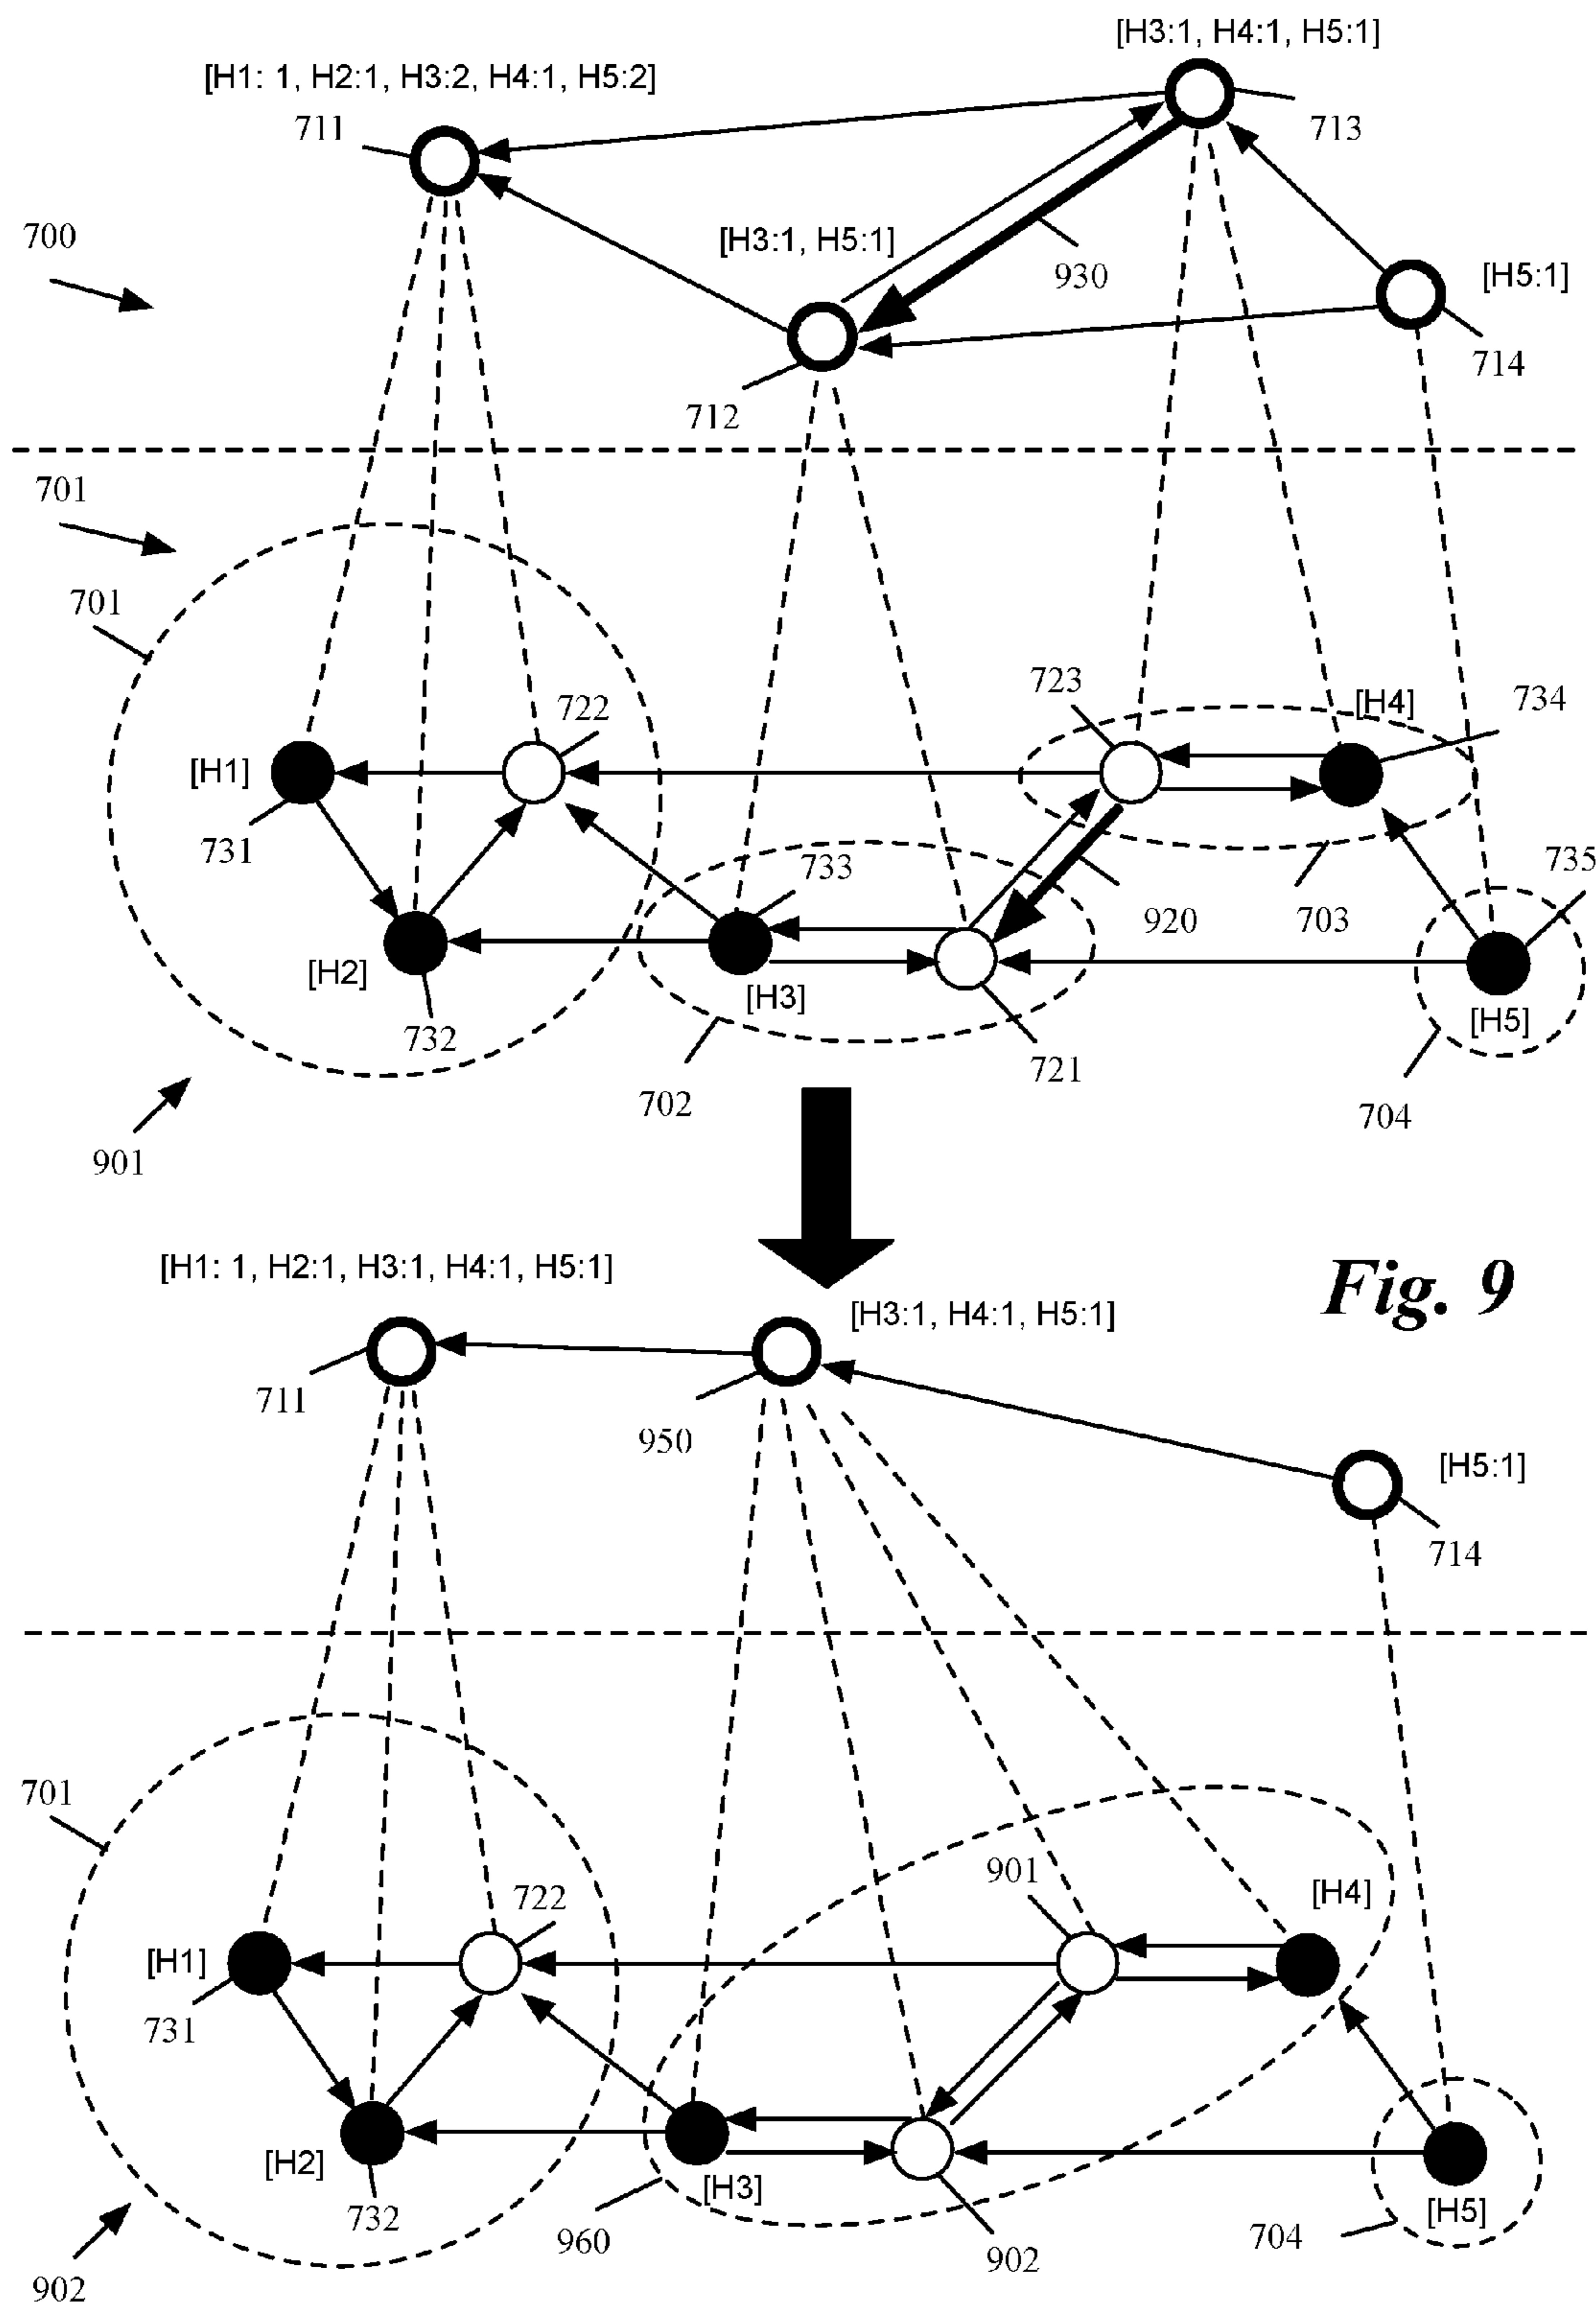 [H3:1, H4:1, H5:1]
[H1: 1, H2:1, H3:2, H4:1, H5:2]
711
713
700
[H3:1, H5:1]
930
[H5:1]
714
712
701
701
723
[H4]
734
722
[H1]
731
733
735
920
703
[H2]
[H3]
[H5]
732
721
702
704
901
[H1: 1, H2:1, H3:1, H4:1, H5:1]
Fig. 9
[H3:1, H4:1, H5:1]
711
950
[H5:1]
714
701
901
722
[H4]
[H1]
731
[H2]
[H3]
[H5]
732
960
704
902
902